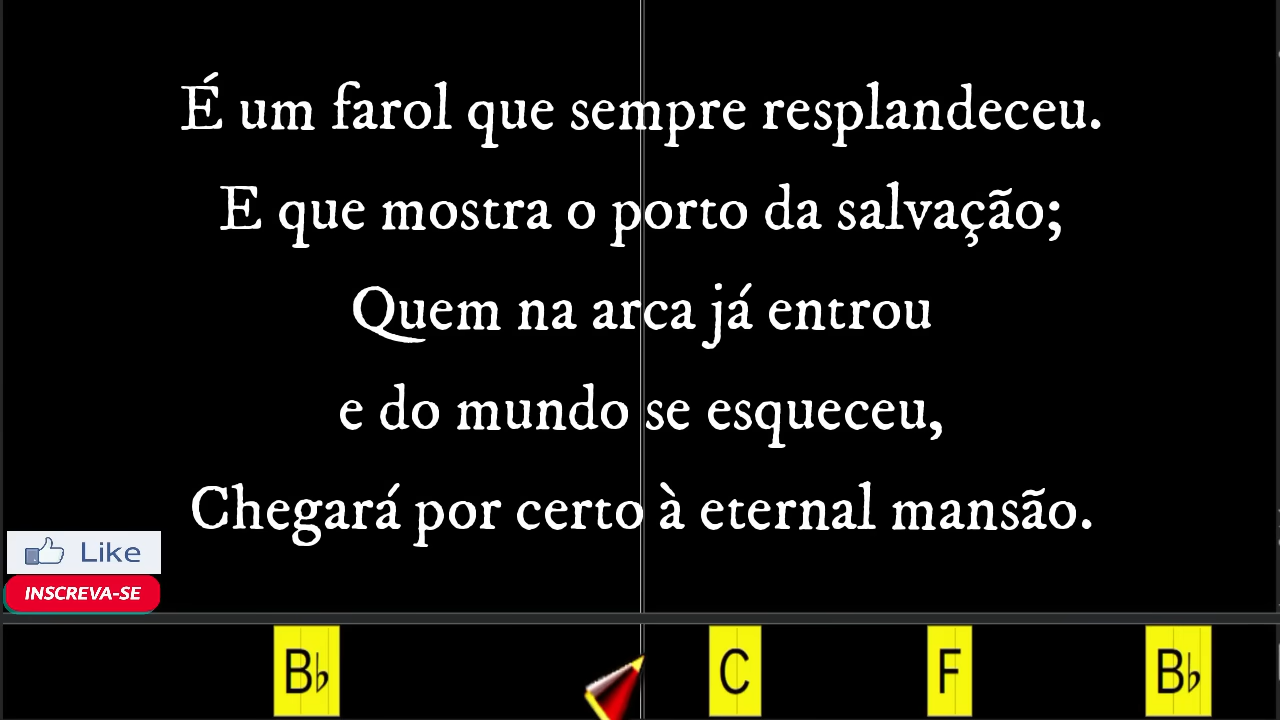 É um farol que sempre resplandeceu.
E que mostra o porto da salvação;
Quem na arca já entrou
e do mundo se esqueceu,
Chegará por certo à eternal mansão.
Like
INSCREVA-SE
B♭ C F B♭